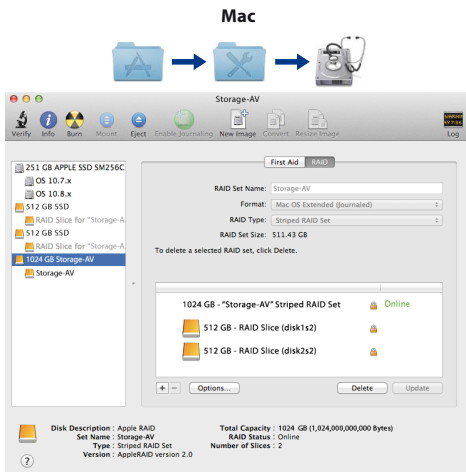 Mac
Storage-AV
Verify Info Burn Mount Eject Enable Journaling New Image Convert Resize Image Log
251 GB APPLE SSD SM256C
OS 10.7.x
OS 10.8.x
512 GB SSD
RAID Slice for "Storage-A
512 GB SSD
RAID Slice for "Storage-A
1024 GB Storage-AV
Storage-AV
First Aid RAID
RAID Set Name: Storage-AV
Format: Mac OS Extended (Journaled)
RAID Type: Striped RAID Set
RAID Set Size: 511.43 GB
To delete a selected RAID set, click Delete.
1024 GB - "Storage-AV" Striped RAID Set Online
512 GB - RAID Slice (disk1s2)
512 GB - RAID Slice (disk2s2)
+ − Options... Delete Update
Disk Description : Apple RAID Total Capacity : 1024 GB (1,024,000,000,000 Bytes)
Set Name : Storage-AV RAID Status : Online
Type : Striped RAID Set Number of Slices : 2
Version : AppleRAID version 2.0
?